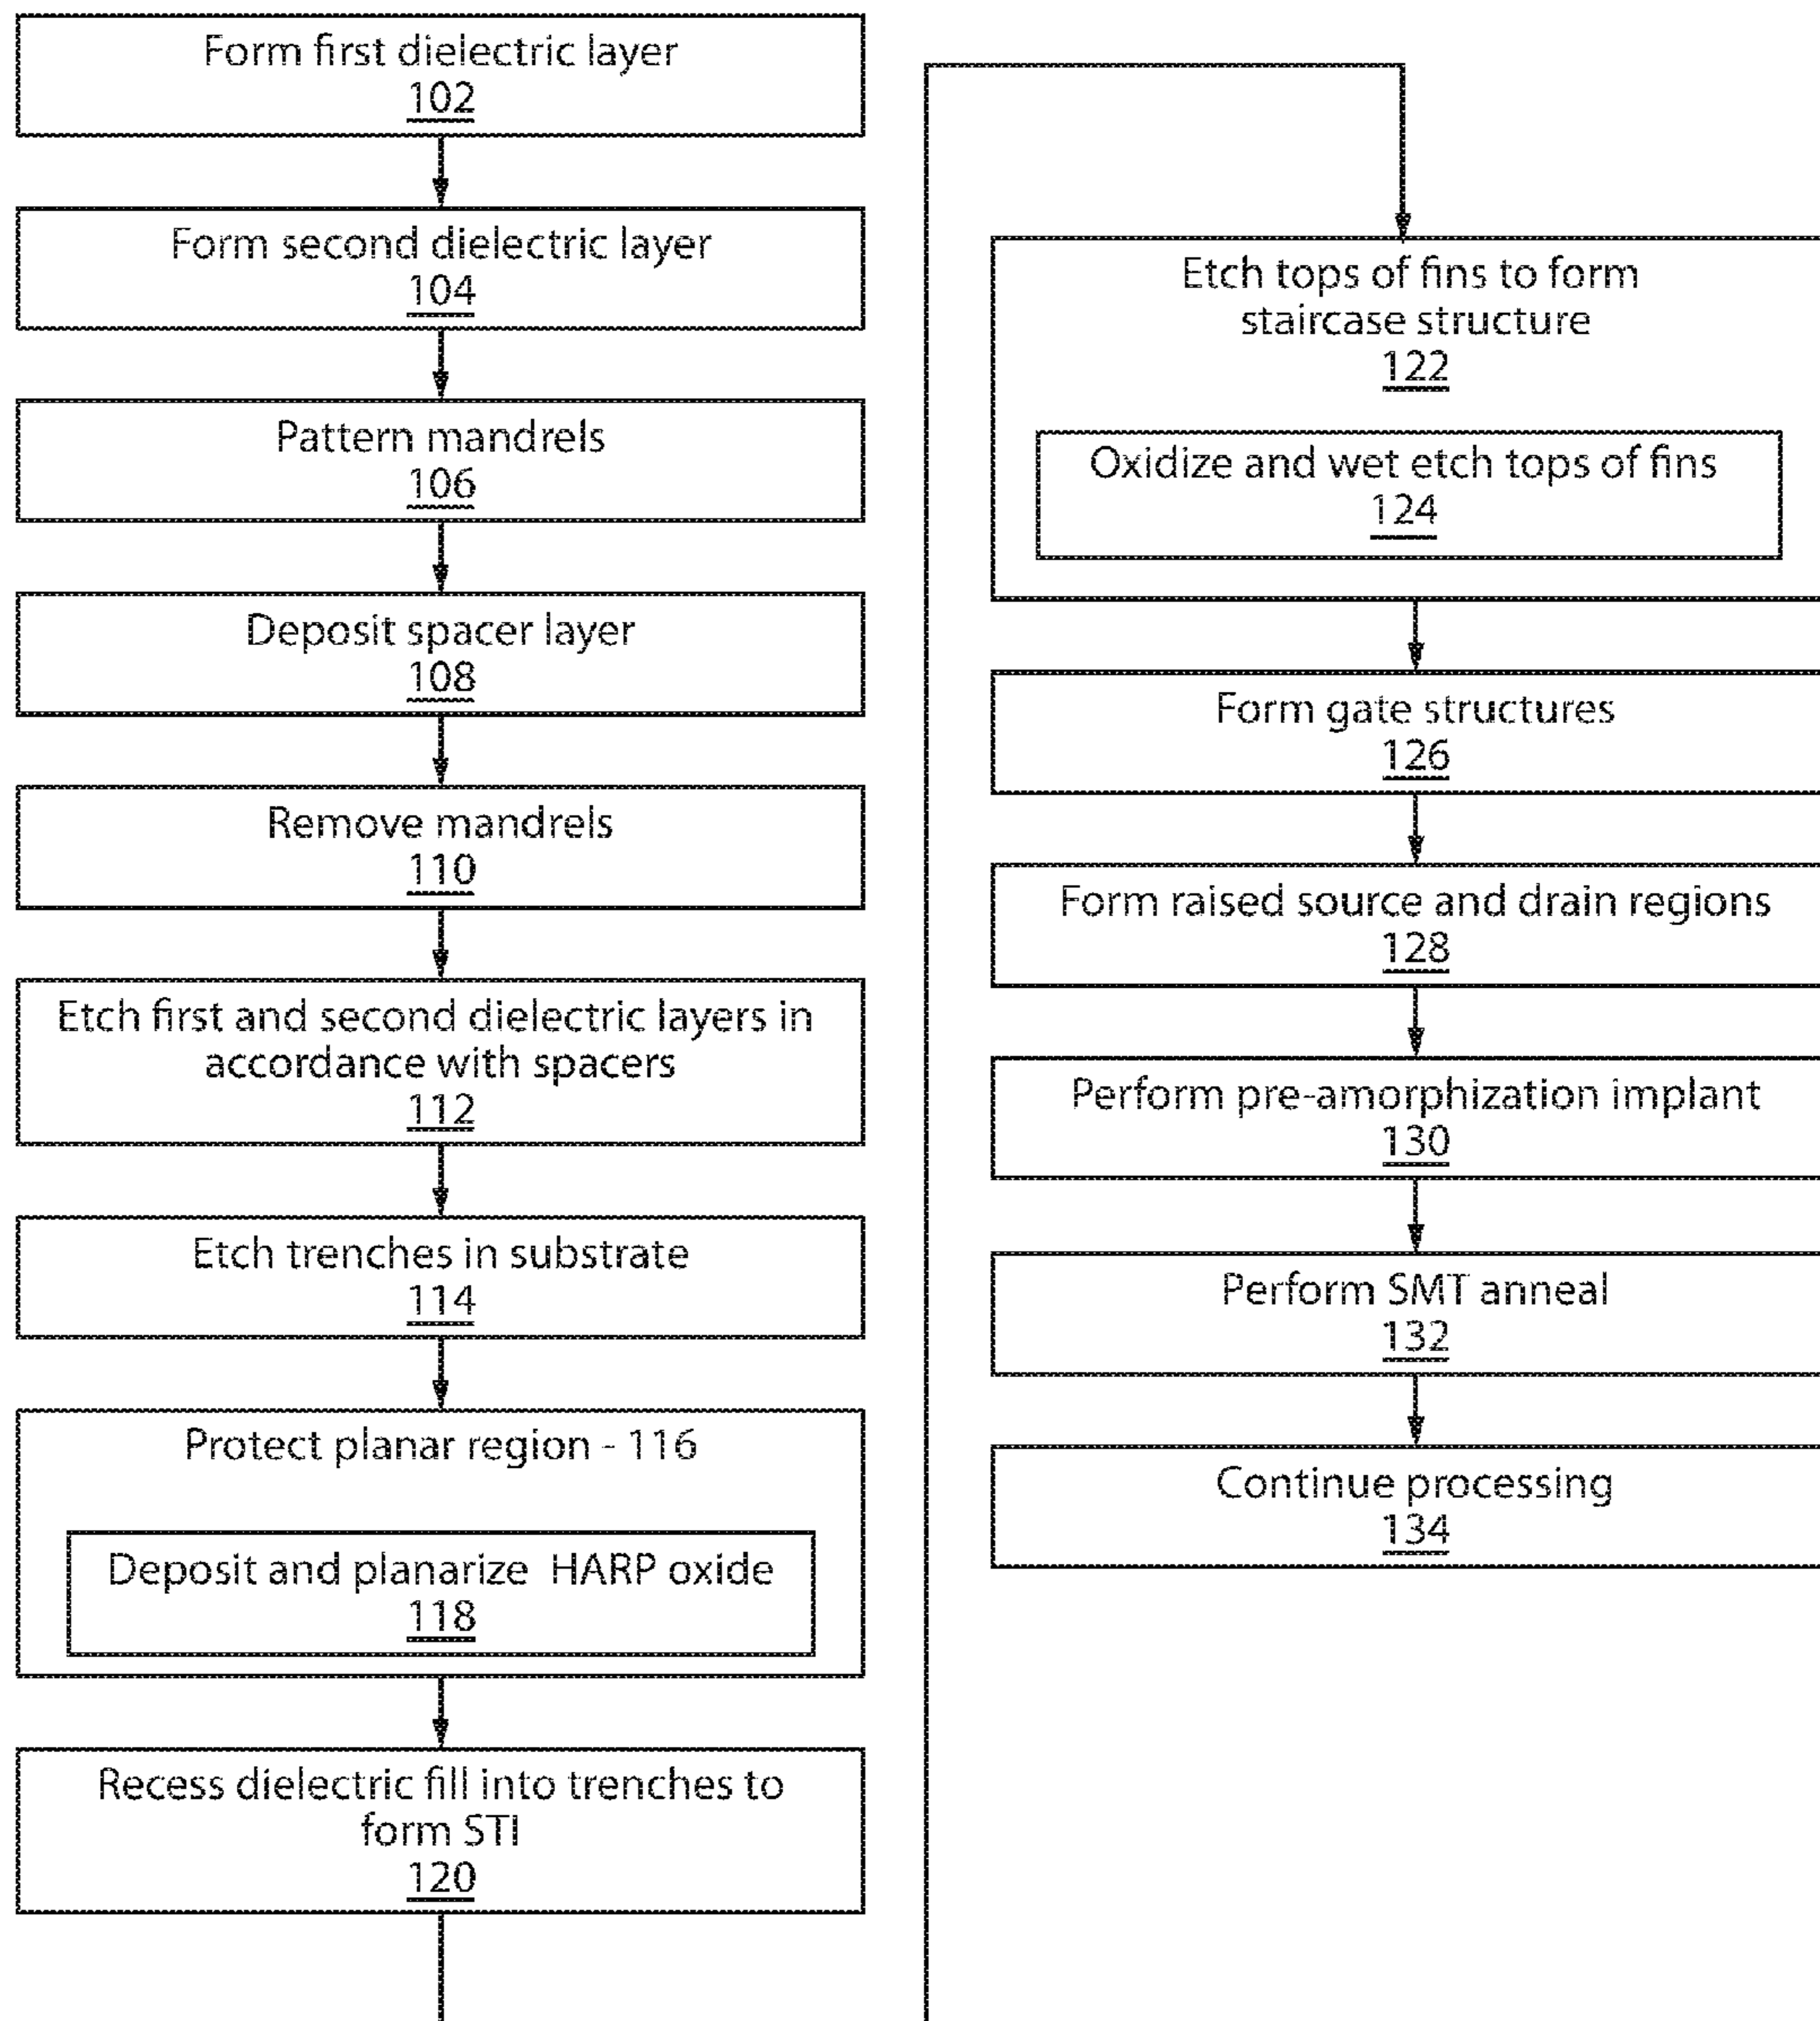 Form first dielectric layer
102
Form second dielectric layer
104
Pattern mandrels
106
Deposit spacer layer
108
Remove mandrels
110
Etch first and second dielectric layers in
accordance with spacers
112
Etch trenches in substrate
114
Protect planar region - 116
Deposit and planarize HARP oxide
118
Recess dielectric fill into trenches to
form STI
120
Etch tops of fins to form
staircase structure
122
Oxidize and wet etch tops of fins
124
Form gate structures
126
Form raised source and drain regions
128
Perform pre-amorphization implant
130
Perform SMT anneal
132
Continue processing
134